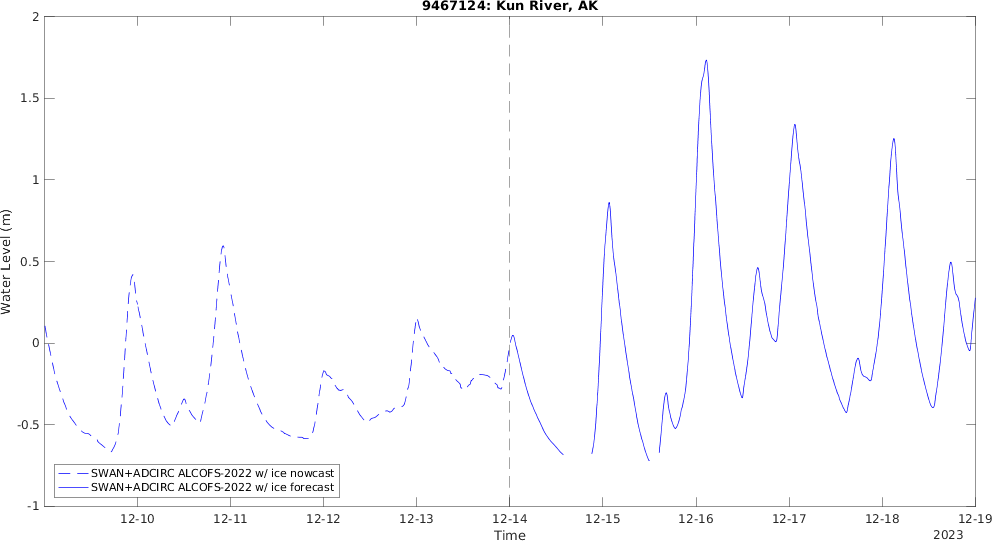 9467124: Kun River, AK
Water Level (m)
2
1.5
1
0.5
0
-0.5
-1
SWAN+ADCIRC ALCOFS-2022 w/ ice nowcast
SWAN+ADCIRC ALCOFS-2022 w/ ice forecast
12-10 12-11 12-12 12-13 12-14 12-15 12-16 12-17 12-18 12-19
Time
2023